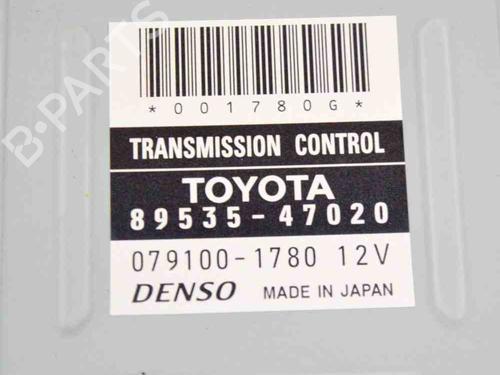 B-PARTS
*001780G*
TRANSMISSION CONTROL
TOYOTA
89535-47020
079100-1780 12V
DENSO MADE IN JAPAN